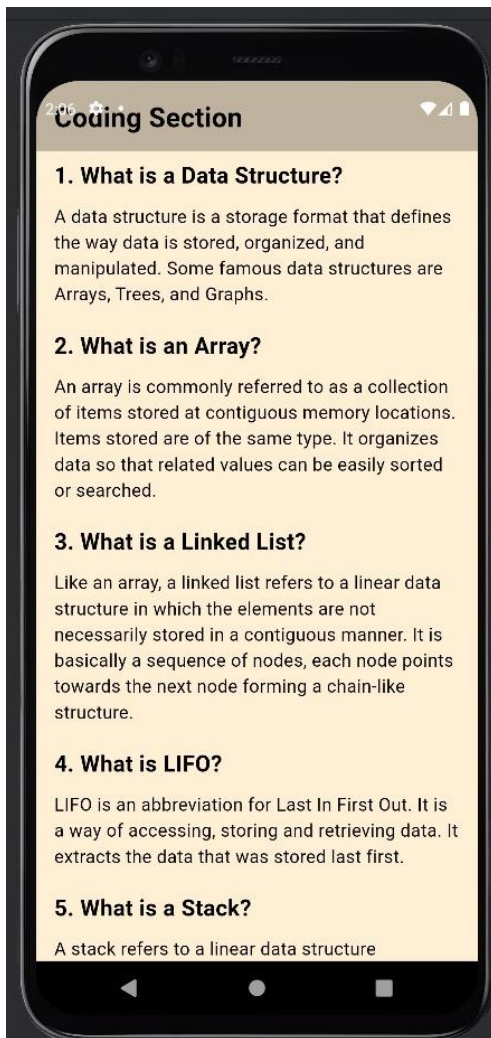 2:06
Coding Section
1. What is a Data Structure?
A data structure is a storage format that defines
the way data is stored, organized, and
manipulated. Some famous data structures are
Arrays, Trees, and Graphs.
2. What is an Array?
An array is commonly referred to as a collection
of items stored at contiguous memory locations.
Items stored are of the same type. It organizes
data so that related values can be easily sorted
or searched.
3. What is a Linked List?
Like an array, a linked list refers to a linear data
structure in which the elements are not
necessarily stored in a contiguous manner. It is
basically a sequence of nodes, each node points
towards the next node forming a chain-like
structure.
4. What is LIFO?
LIFO is an abbreviation for Last In First Out. It is
a way of accessing, storing and retrieving data. It
extracts the data that was stored last first.
5. What is a Stack?
A stack refers to a linear data structure